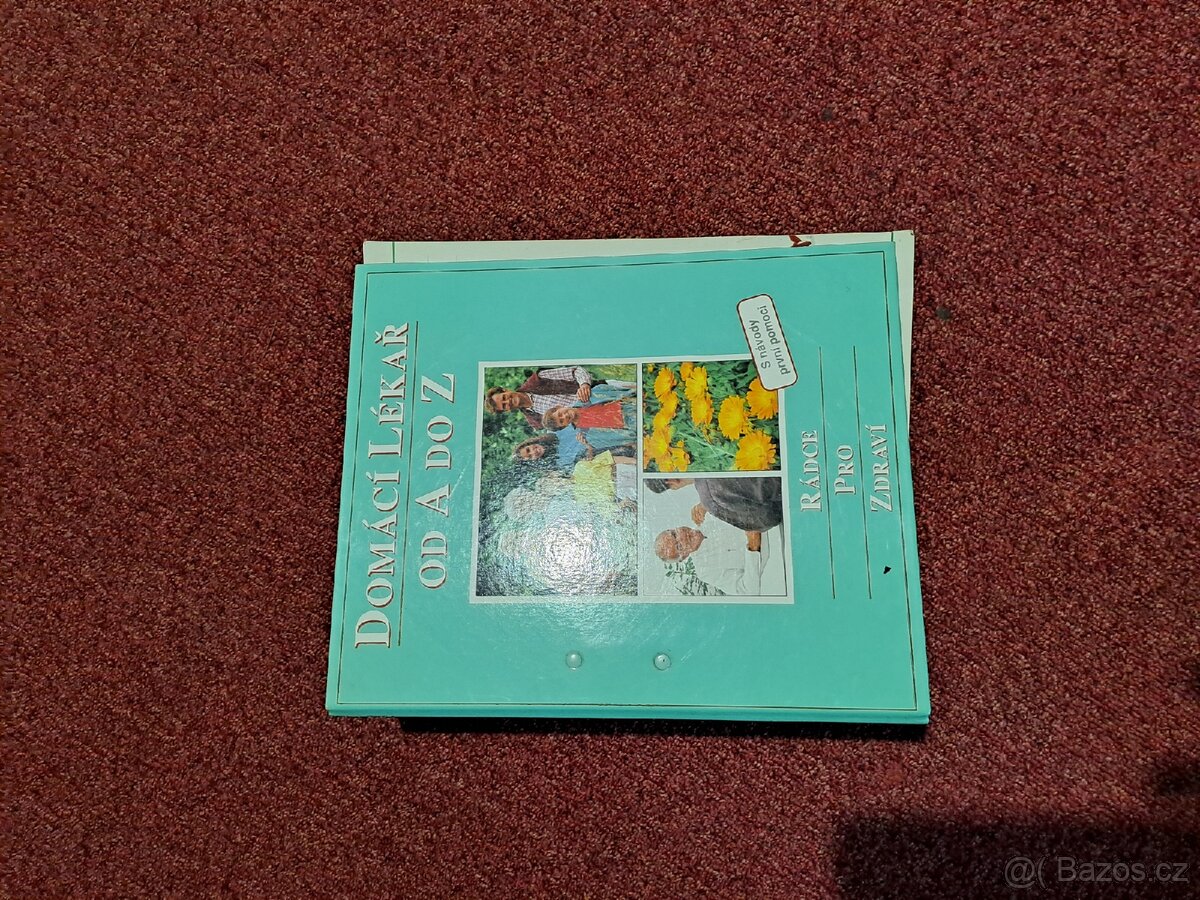 DOMÁCÍ LÉKAŘ
OD A DO Z
S návody
první pomoci
RÁDCE
PRO
ZDRAVÍ
@( Bazos.cz